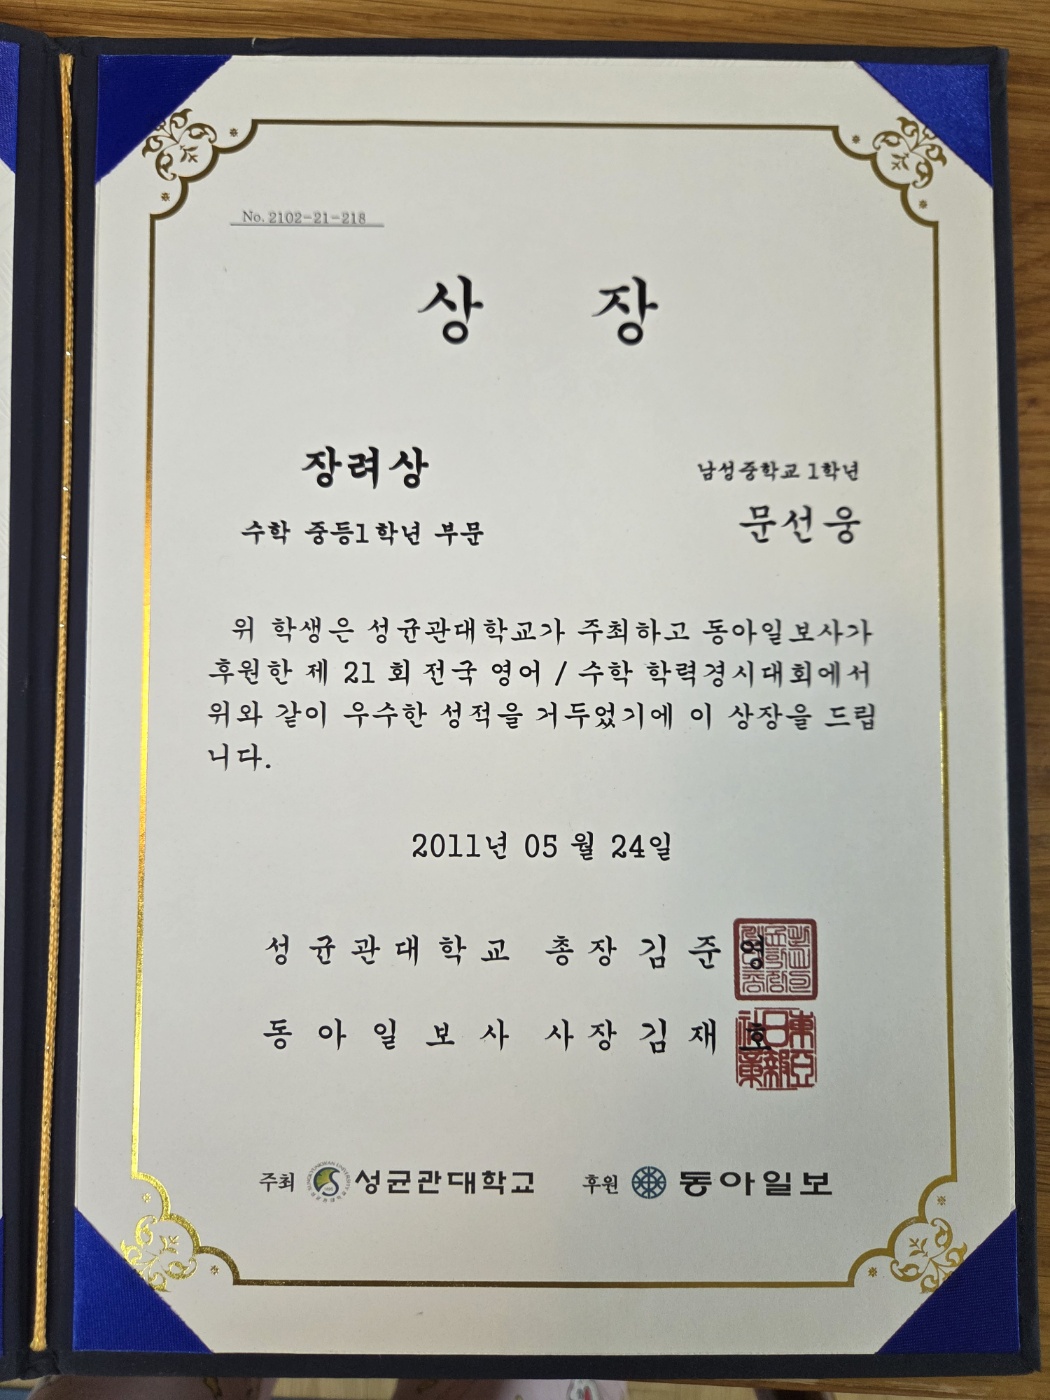 No. 2102-21-218
상 장
장려상
남성중학교 1학년
수학 중등1학년 부문
문선웅
위 학생은 성균관대학교가 주최하고 동아일보사가
후원한 제 21 회 전국 영어 / 수학 학력경시대회에서
위와 같이 우수한 성적을 거두었기에 이 상장을 드립
니다.
2011년 05 월 24일
성균관대학교 총장 김준영
동아일보사 사장 김재호
東亞日報社
주최 성균관대학교 후원 동아일보